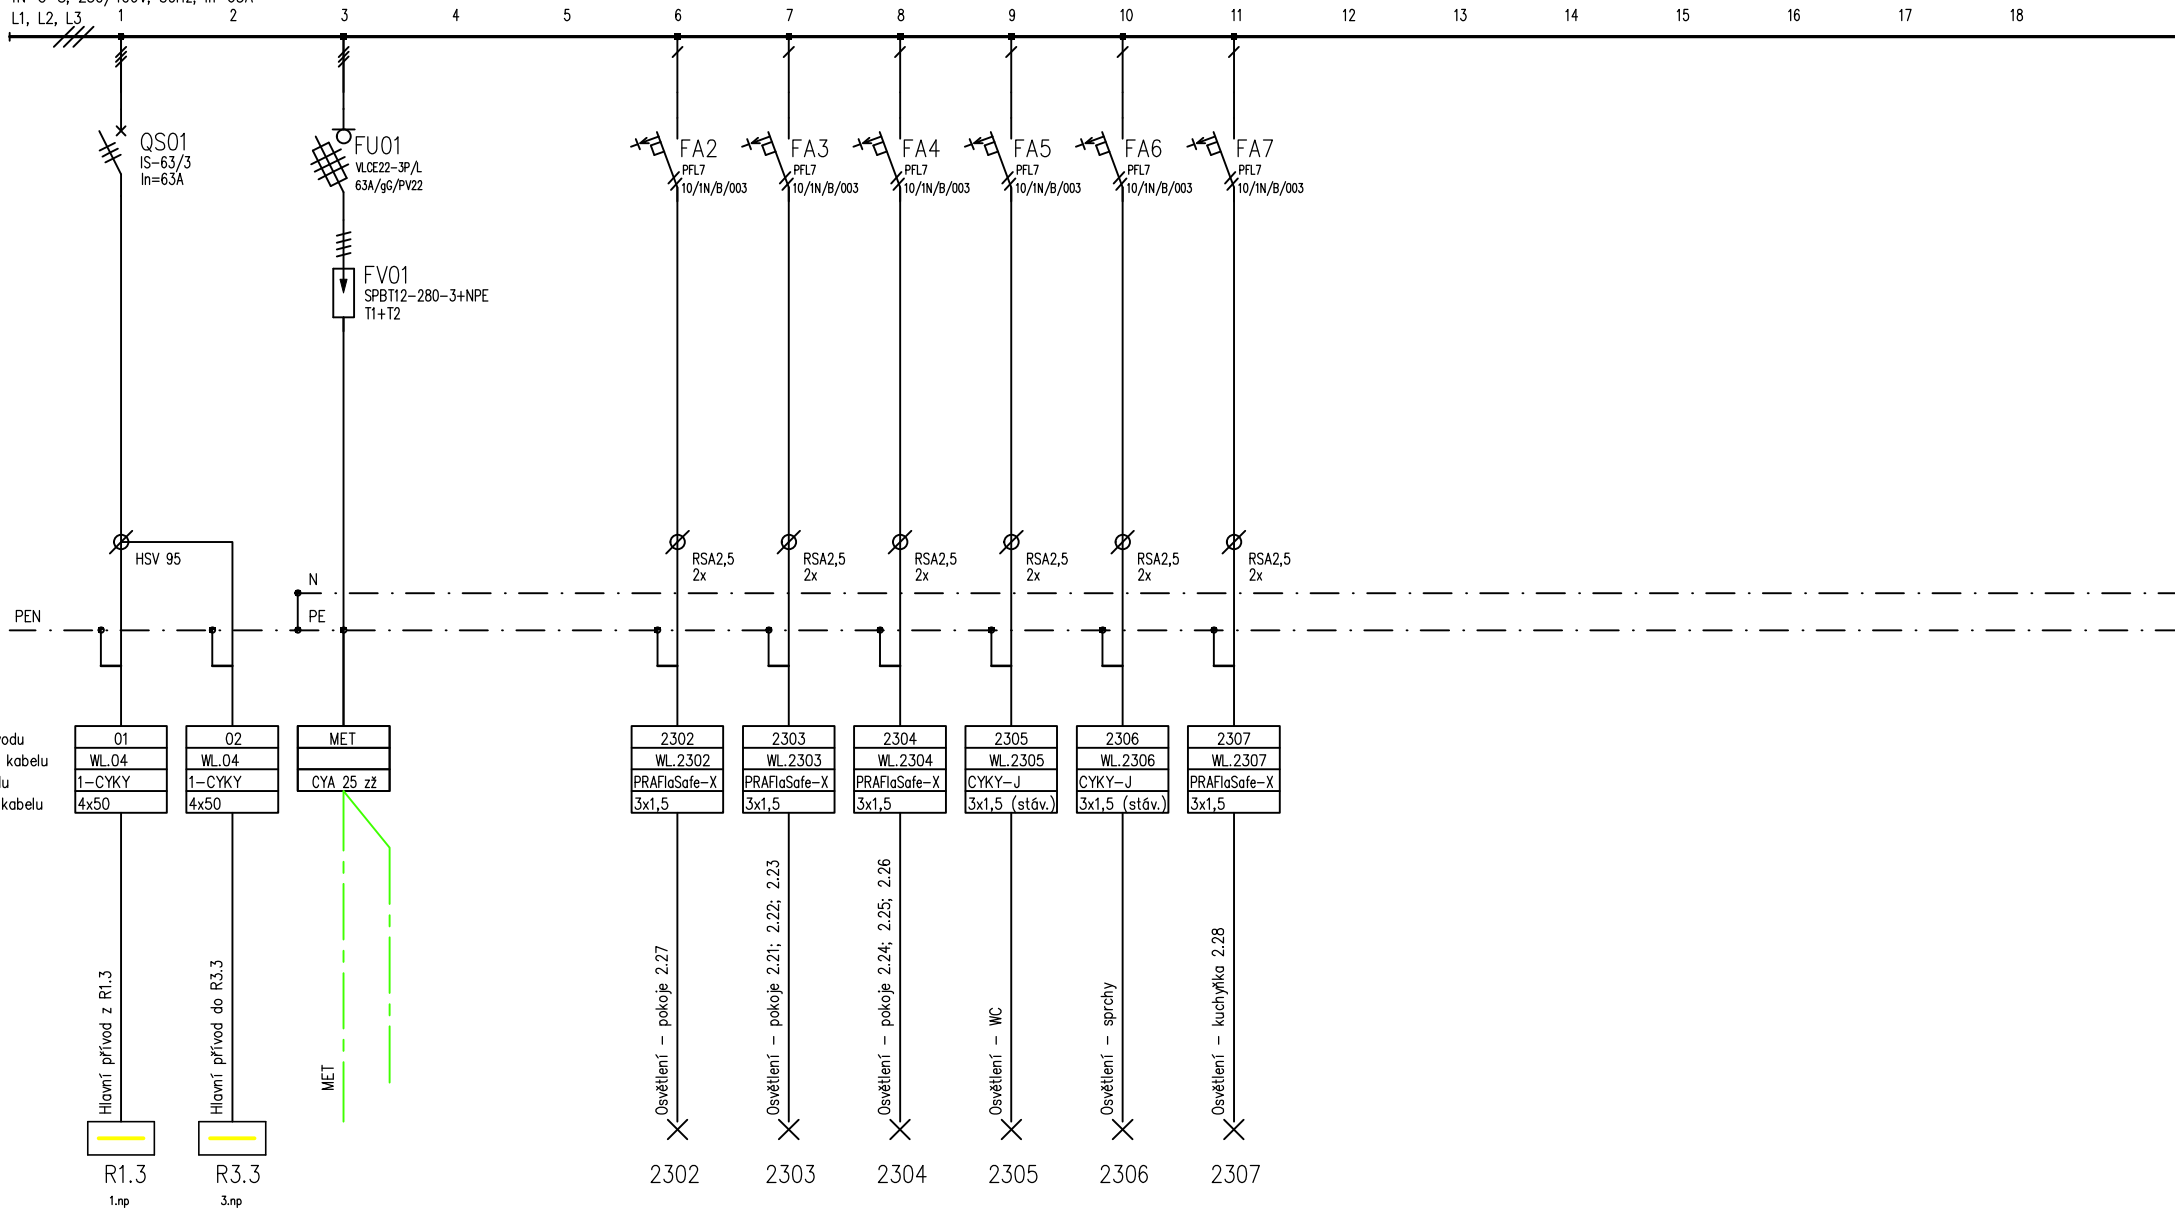 L1, L2, L3
1 2 3 4 5 6 7 8 9 10 11 12 13 14 15 16 17 18
QS01
IS-63/3
In=63A
FU01
VLCE22-3P/L
63A/gG/PV22
FV01
SPBT12-280-3+NPE
T1+T2
FA2
PFL7
10/1N/B/003
FA3
PFL7
10/1N/B/003
FA4
PFL7
10/1N/B/003
FA5
PFL7
10/1N/B/003
FA6
PFL7
10/1N/B/003
FA7
PFL7
10/1N/B/003
HSV 95
RSA2,5
2x
RSA2,5
2x
RSA2,5
2x
RSA2,5
2x
RSA2,5
2x
RSA2,5
2x
N
PEN
PE
kabelu
kabelu
01
WL.04
1-CYKY
4x50
02
WL.04
1-CYKY
4x50
MET
CYA 25 zž
2302
WL.2302
PRAFlaSafe-X
3x1,5
2303
WL.2303
PRAFlaSafe-X
3x1,5
2304
WL.2304
PRAFlaSafe-X
3x1,5
2305
WL.2305
CYKY-J
3x1,5 (stáv.)
2306
WL.2306
CYKY-J
3x1,5 (stáv.)
2307
WL.2307
PRAFlaSafe-X
3x1,5
Hlavní přívod z R1.3
Hlavní přívod do R3.3
MET
Osvětlení - pokoje 2.27
Osvětlení - pokoje 2.21; 2.22; 2.23
Osvětlení - pokoje 2.24; 2.25; 2.26
Osvětlení - WC
Osvětlení - sprchy
Osvětlení - kuchyňka 2.28
R1.3
1.np
R3.3
3.np
2302
2303
2304
2305
2306
2307